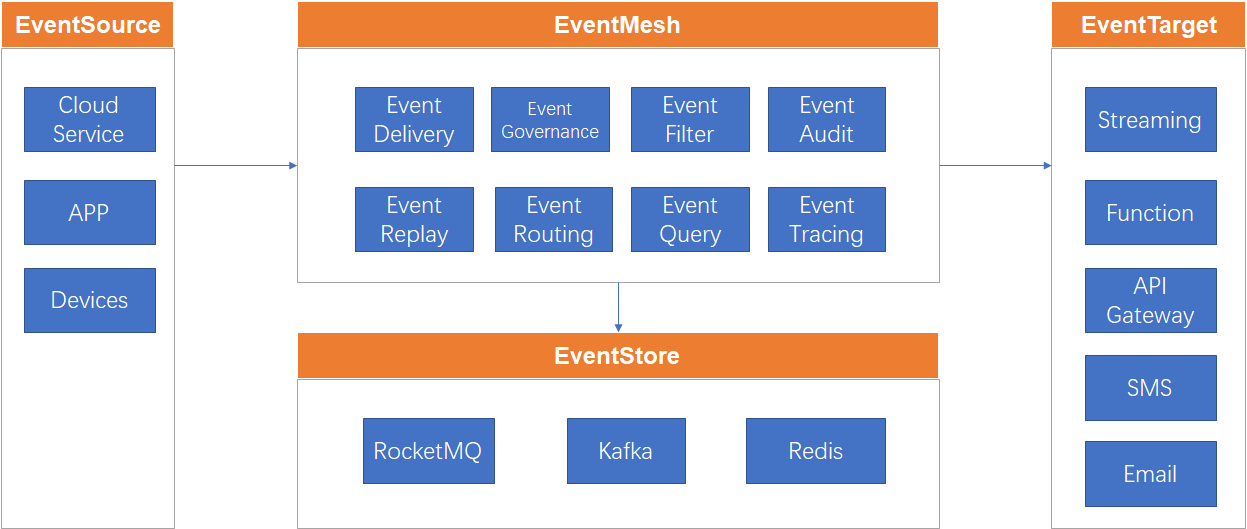 EventSource
Cloud
Service
APP
Devices
EventMesh
Event
Delivery
Event
Governance
Event
Filter
Event
Audit
Event
Replay
Event
Routing
Event
Query
Event
Tracing
EventStore
RocketMQ
Kafka
Redis
EventTarget
Streaming
Function
API
Gateway
SMS
Email